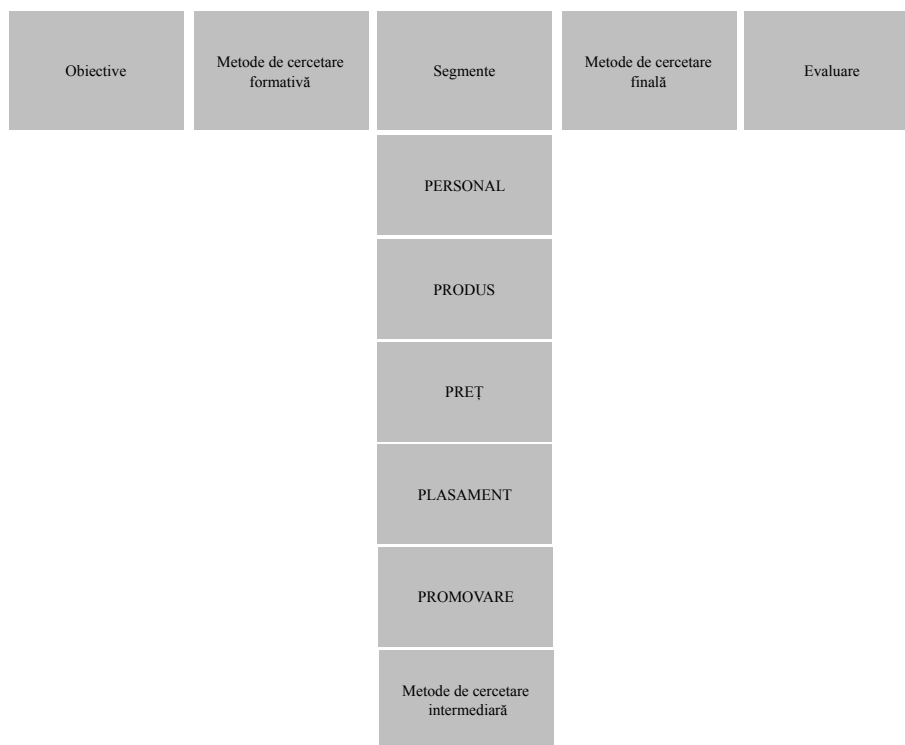 Obiective
Metode de cercetare
formativă
Segmente
Metode de cercetare
finală
Evaluare
PERSONAL
PRODUS
PREȚ
PLASAMENT
PROMOVARE
Metode de cercetare
intermediară